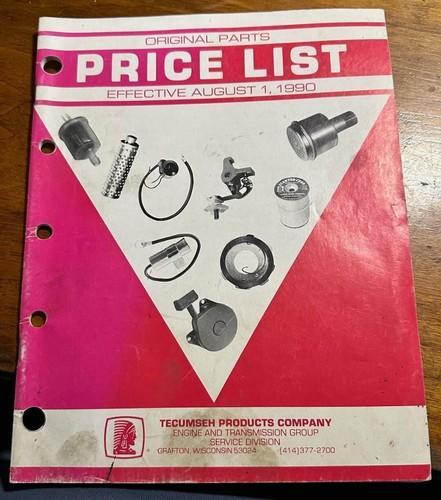 ORIGINAL PARTS
PRICE LIST
EFFECTIVE AUGUST 1, 1990
TECUMSEH PRODUCTS COMPANY
ENGINE AND TRANSMISSION GROUP
SERVICE DIVISION
GRAFTON, WISCONSIN 53024 (414) 377-2700